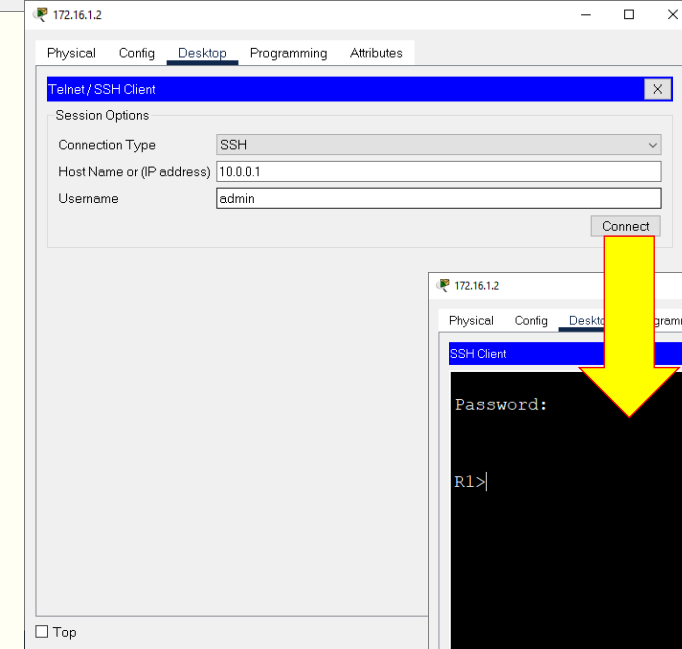 172.16.1.2
Physical Config Desktop Programming Attributes
Telnet / SSH Client X
Session Options
Connection Type SSH
Host Name or (IP address) 10.0.0.1
Username admin
Connect
172.16.1.2
Physical Config
SSH Client
Password:
R1>
Top